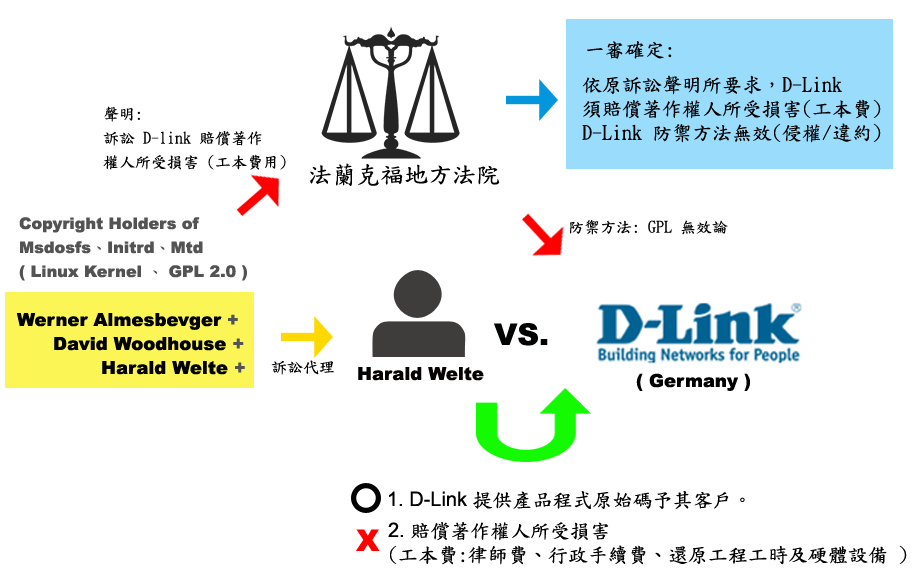 聲明:
訴訟 D-link 賠償著作
權人所受損害 (工本費用)
法蘭克福地方法院
一審確定:
依原訴訟聲明所要求，D-Link
須賠償著作權人所受損害(工本費)
D-Link 防禦方法無效(侵權/違約)
防禦方法: GPL 無效論
Copyright Holders of
Msdosfs、Initrd、Mtd
( Linux Kernel 、 GPL 2.0 )
Werner Almesbevger +
David Woodhouse +
Harald Welte +
訴訟代理
Harald Welte
VS.
D-Link®
Building Networks for People
( Germany )
1. D-Link 提供產品程式原始碼予其客戶。
X 2. 賠償著作權人所受損害
(工本費:律師費、行政手續費、還原工程工時及硬體設備 )